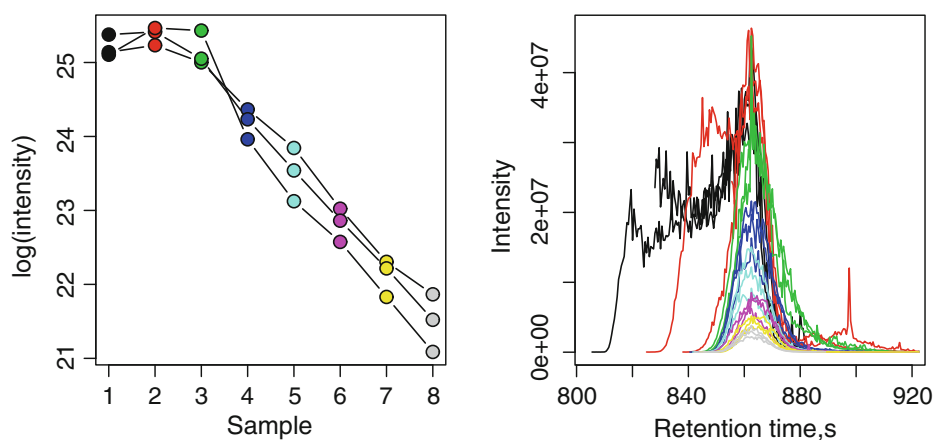 log(intensity)
25
24
23
22
21
1 2 3 4 5 6 7 8
Sample
Intensity
4e+07
2e+07
0e+00
800 840 880 920
Retention time,s